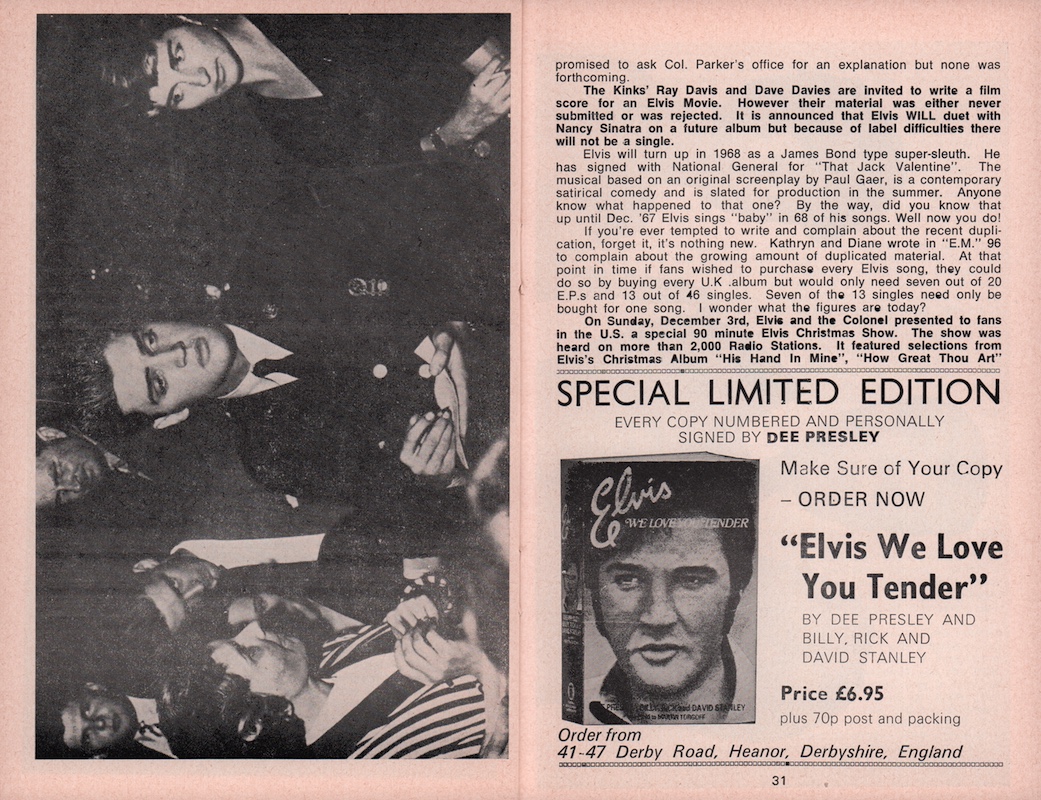 promised to ask Col. Parker's office for an explanation but none was
forthcoming.
The Kinks' Ray Davis and Dave Davies are invited to write a film
score for an Elvis Movie. However their material was either never
submitted or was rejected. It is announced that Elvis WILL duet with
Nancy Sinatra on a future album but because of label difficulties there
will not be a single.
Elvis will turn up in 1968 as a James Bond type super-sleuth. He
has signed with National General for "That Jack Valentine". The
musical based on an original screenplay by Paul Gaer, is a contemporary
satirical comedy and is slated for production in the summer. Anyone
know what happened to that one? By the way, did you know that
up until Dec. '67 Elvis sings "baby" in 68 of his songs. Well now you do!
If you're ever tempted to write and complain about the recent dupli-
cation, forget it, it's nothing new. Kathryn and Diane wrote in "E.M." 96
to complain about the growing amount of duplicated material. At that
point in time if fans wished to purchase every Elvis song, they could
do so by buying every U.K .album but would only need seven out of 20
E.P.s and 13 out of 46 singles. Seven of the 13 singles need only be
bought for one song. I wonder what the figures are today?
On Sunday, December 3rd, Elvis and the Colonel presented to fans
in the U.S. a special 90 minute Elvis Christmas Show. The show was
heard on more than 2,000 Radio Stations. It featured selections from
Elvis's Christmas Album "His Hand In Mine", "How Great Thou Art"
SPECIAL LIMITED EDITION
EVERY COPY NUMBERED AND PERSONALLY
SIGNED BY DEE PRESLEY
Elvis
WE LOVE YOU TENDER
DAVID STANLEY
MARTIN TORGOFF
Make Sure of Your Copy
– ORDER NOW
"Elvis We Love
You Tender"
BY DEE PRESLEY AND
BILLY, RICK AND
DAVID STANLEY
Price £6.95
plus 70p post and packing
Order from
41-47 Derby Road, Heanor, Derbyshire, England
31